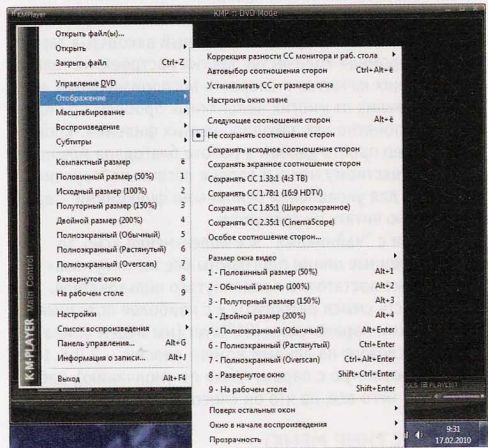 KMPlayer
KMP :: DVD Mode
Открыть файл(ы)...
Открыть
Закрыть файл Ctrl+Z
Управление DVD
Отображение
Масштабирование
Воспроизведение
Субтитры
Компактный размер ё
Половинный размер (50%) 1
Исходный размер (100%) 2
Полуторный размер (150%) 3
Двойной размер (200%) 4
Полноэкранный (Обычный) 5
Полноэкранный (Растянутый) 6
Полноэкранный (Overscan) 7
Развернутое окно 8
На рабочем столе 9
Настройки
Список воспроизведения
Панель управления... Alt+G
Информация о записи... Alt+J
Выход Alt+F4
K-M PLAYER Main Control
Коррекция разности СС монитора и раб. стола
Автовыбор соотношения сторон Ctrl+Alt+ё
Устанавливать СС от размера окна
Настроить окно извне
Следующее соотношение сторон Alt+ё
Не сохранять соотношение сторон
Сохранять исходное соотношение сторон
Сохранять экранное соотношение сторон
Сохранять СС 1.33:1 (4:3 ТВ)
Сохранять СС 1.78:1 (16:9 HDTV)
Сохранять СС 1.85:1 (Широкоэкранное)
Сохранять СС 2.35:1 (CinemaScope)
Особое соотношение сторон...
Размер окна видео
1 - Половинный размер (50%) Alt+1
2 - Обычный размер (100%) Alt+2
3 - Полуторный размер (150%) Alt+3
4 - Двойной размер (200%) Alt+4
5 - Полноэкранный (Обычный) Alt+Enter
6 - Полноэкранный (Растянутый) Ctrl+Enter
7 - Полноэкранный (Overscan) Ctrl+Alt+Enter
8 - Развернутое окно Shift+Ctrl+Enter
9 - На рабочем столе Shift+Enter
Поверх остальных окон
Окно в начале воспроизведения
Прозрачность
PLAYLIST
9:31
17.02.2010